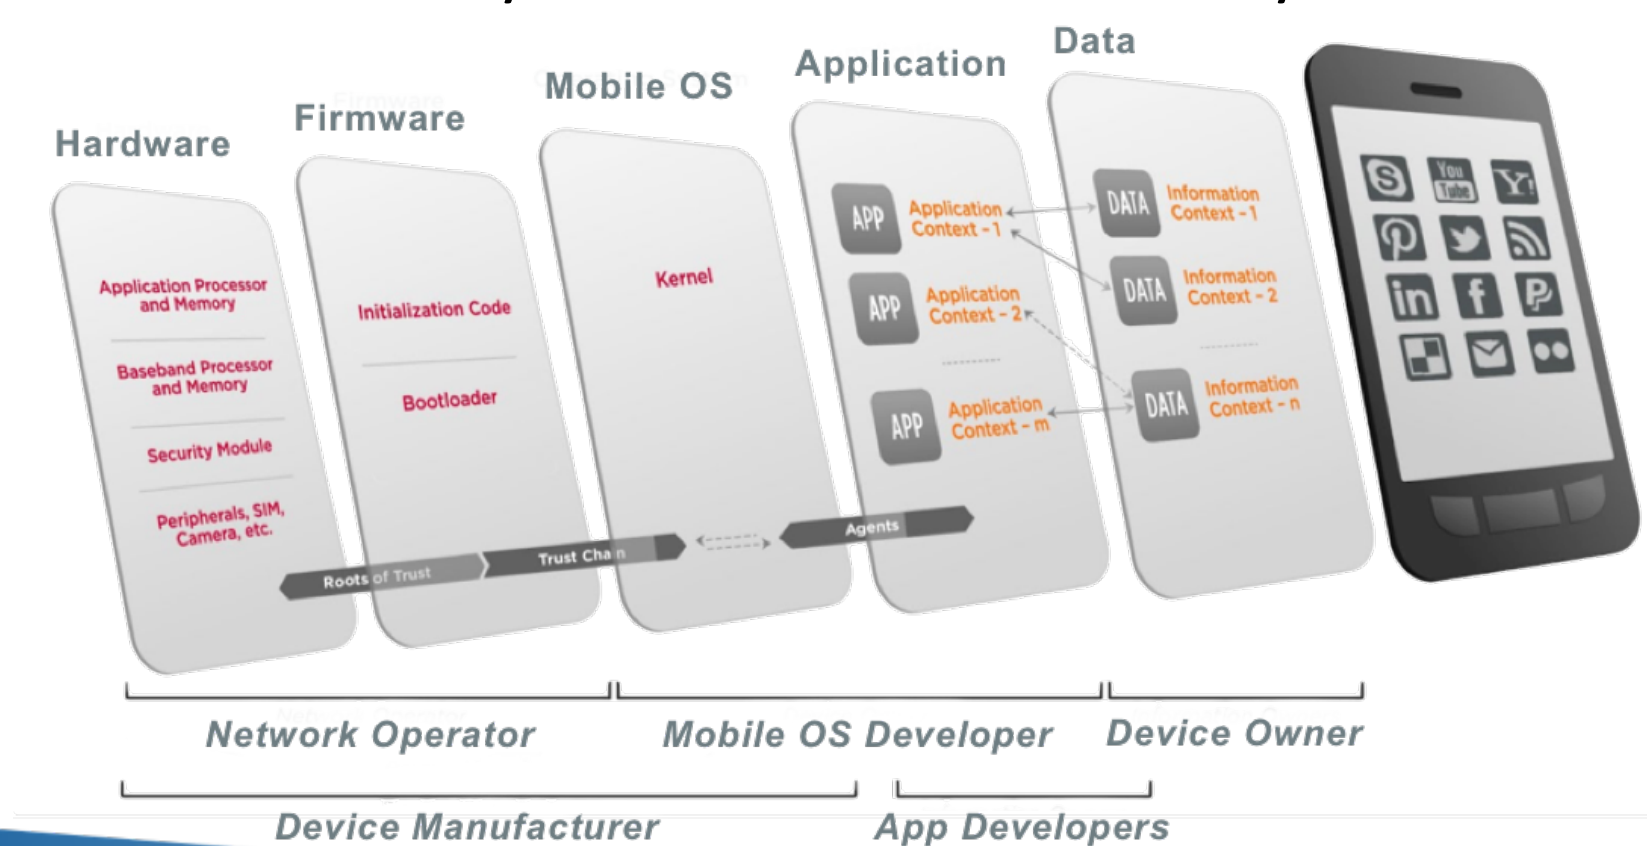 Hardware
Firmware
Mobile OS
Application
Data
Application Processor
and Memory
Baseband Processor
and Memory
Security Module
Peripherals, SIM,
Camera, etc.
Initialization Code
Bootloader
Kernel
APP
Application
Context - 1
APP
Application
Context - 2
APP
Application
Context - m
DATA
Information
Context - 1
DATA
Information
Context - 2
DATA
Information
Context - n
You
Tube
Y!
in
f
Roots of Trust
Trust Chain
Agents
Network Operator
Mobile OS Developer
Device Owner
Device Manufacturer
App Developers